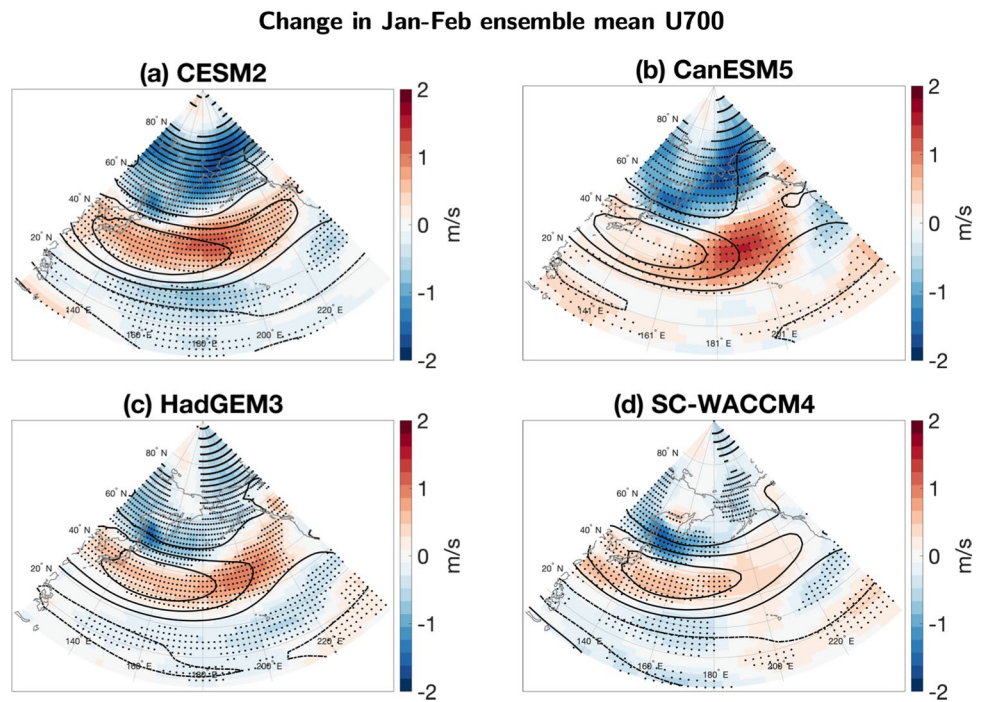 Change in Jan-Feb ensemble mean U700
(a) CESM2
80° N
60° N
40° N
20° N
140° E
160° E
180° E
200° E
220° E
2
1
0
-1
-2
m/s
(b) CanESM5
80° N
60° N
40° N
20° N
141° E
161° E
181° E
201° E
2
1
0
-1
-2
m/s
(c) HadGEM3
80° N
60° N
40° N
20° N
140° E
160° E
180° E
200° E
220° E
2
1
0
-1
-2
m/s
(d) SC-WACCM4
80° N
60° N
40° N
20° N
140° E
160° E
180° E
200° E
220° E
2
1
0
-1
-2
m/s